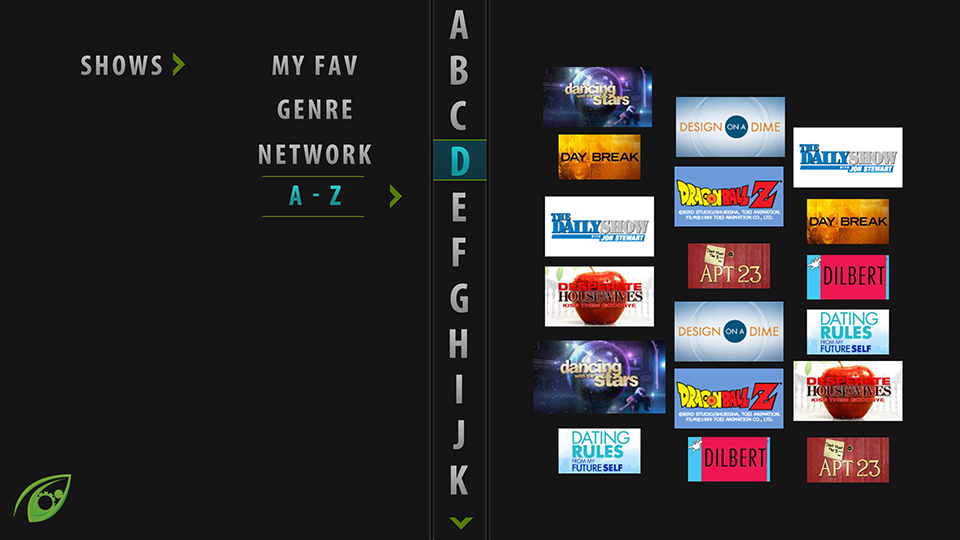 SHOWS
MY FAV
GENRE
NETWORK
A - Z
A
B
C
D
E
F
G
H
I
J
K
dancing
with the
stars
DAY BREAK
THE
DAILY SHOW
WITH
JON STEWART
DESPERATE
HOUSEWIVES
KISS THEM GOODBYE
dancing
with the
stars
DATING
RULES
FROM MY
FUTURE SELF
DESIGN ON A DIME
DRAGON BALL Z
©BIRD STUDIO/SHUEISHA, TOEI ANIMATION.
FILM©1989 TOEI ANIMATION CO., LTD.
APT 23
DESIGN ON A DIME
DRAGON BALL Z
©BIRD STUDIO/SHUEISHA, TOEI ANIMATION.
FILM©1989 TOEI ANIMATION CO., LTD.
DILBERT
THE
DAILY SHOW
WITH
JON STEWART
DAY BREAK
DILBERT
DATING
RULES
FROM MY
FUTURE SELF
DESPERATE
HOUSEWIVES
KISS THEM GOODBYE
APT 23